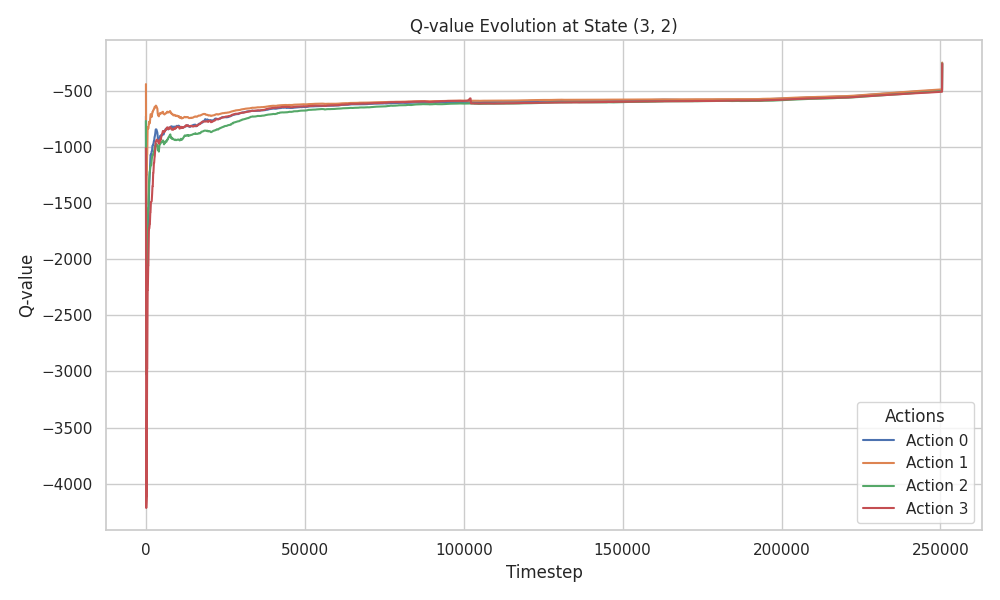 Q-value Evolution at State (3, 2)
Q-value
−500
−1000
−1500
−2000
−2500
−3000
−3500
−4000
0
50000
100000
150000
200000
250000
Timestep
Actions
Action 0
Action 1
Action 2
Action 3